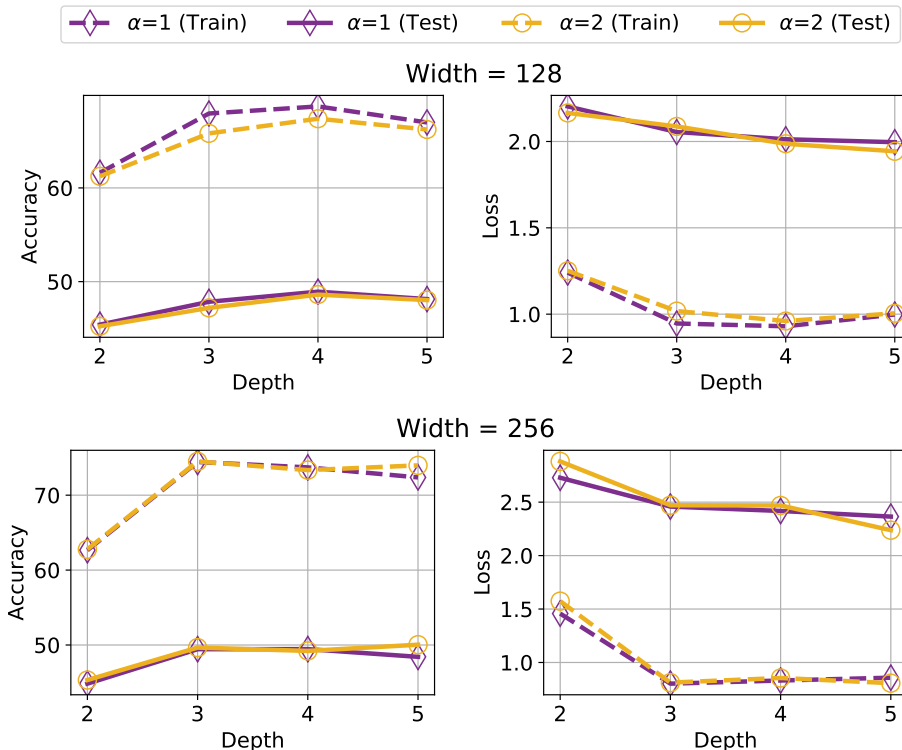 α=1 (Train) α=1 (Test) α=2 (Train) α=2 (Test)
Width = 128
Accuracy
60
50
2 3 4 5
Depth
Loss
2.0
1.5
1.0
2 3 4 5
Depth
Width = 256
Accuracy
70
60
50
2 3 4 5
Depth
Loss
2.5
2.0
1.5
1.0
2 3 4 5
Depth